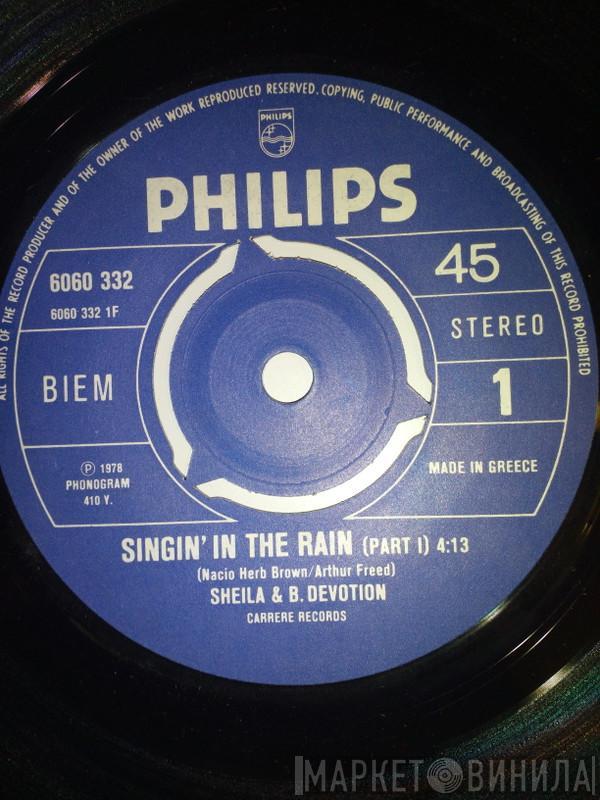 ALL RIGHTS OF THE RECORD PRODUCER AND OF THE OWNER OF THE WORK REPRODUCED RESERVED. COPYING, PUBLIC PERFORMANCE AND BROADCASTING OF THIS RECORD PROHIBITED
PHILIPS
PHILIPS
6060 332
6060 332 1F
BIEM
Ⓟ 1978
PHONOGRAM
410 Y.
45
STEREO
1
MADE IN GREECE
SINGIN' IN THE RAIN (PART I) 4:13
(Nacio Herb Brown/Arthur Freed)
SHEILA & B. DEVOTION
CARRERE RECORDS
МАРКЕТ ВИНИЛА